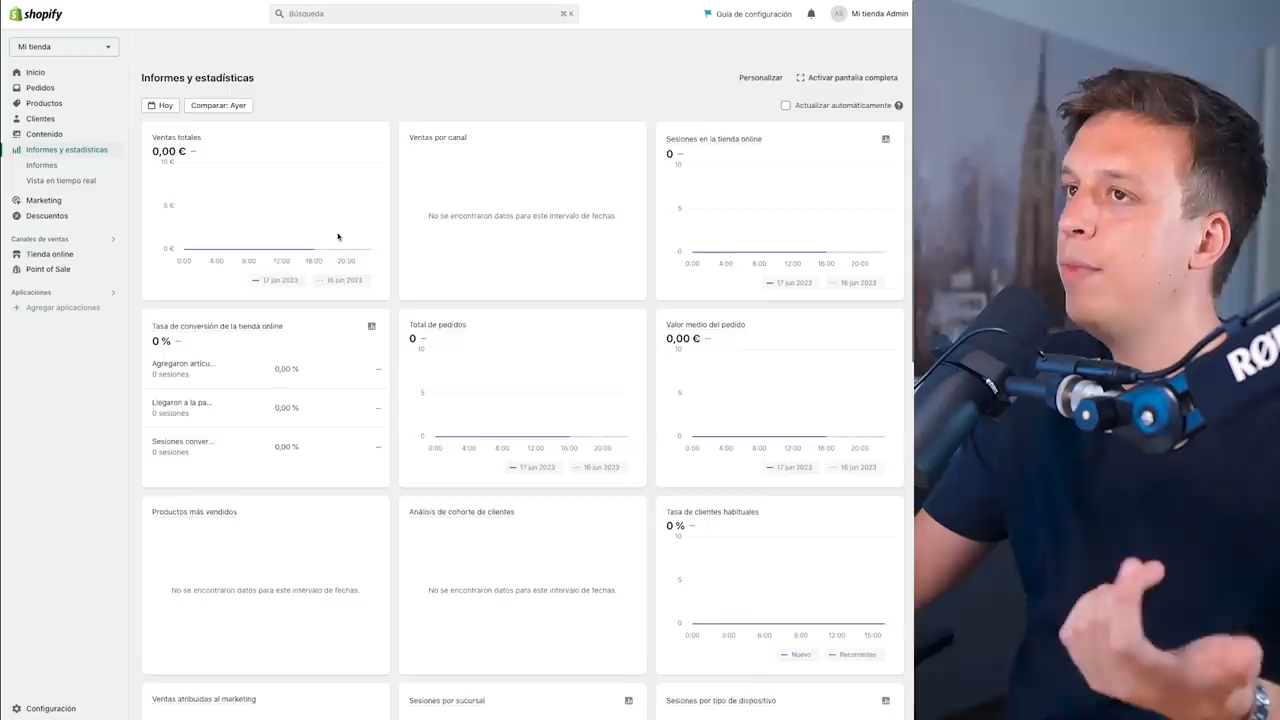 shopify
Búsqueda
⌘ K
Guía de configuración
AS
Mi tienda Admin
Mi tienda
Inicio
Pedidos
Productos
Clientes
Contenido
Informes y estadísticas
Informes
Vista en tiempo real
Marketing
Descuentos
Canales de ventas
Tienda online
Point of Sale
Aplicaciones
Agregar aplicaciones
Configuración
Informes y estadísticas
Personalizar
Activar pantalla completa
Hoy
Comparar: Ayer
Actualizar automáticamente
Ventas totales
0,00 € —
10 €
5 €
0 €
0:00 4:00 8:00 12:00 16:00 20:00
17 jun 2023 16 jun 2023
Ventas por canal
No se encontraron datos para este intervalo de fechas.
Sesiones en la tienda online
0 —
10
5
0
0:00 4:00 8:00 12:00 16:00 20:00
17 jun 2023 16 jun 2023
Tasa de conversión de la tienda online
0 % —
Agregaron artícu... 0,00 % —
0 sesiones
Llegaron a la pa... 0,00 % —
0 sesiones
Sesiones conver... 0,00 % —
0 sesiones
Total de pedidos
0 —
10
5
0
0:00 4:00 8:00 12:00 16:00 20:00
17 jun 2023 16 jun 2023
Valor medio del pedido
0,00 € —
10
5
0
0:00 4:00 8:00 12:00 16:00 20:00
17 jun 2023 16 jun 2023
Productos más vendidos
No se encontraron datos para este intervalo de fechas.
Análisis de cohorte de clientes
No se encontraron datos para este intervalo de fechas.
Tasa de clientes habituales
0 % —
10
5
0
0:00 3:00 6:00 9:00 12:00 15:00
Nuevo Recurrentes
Ventas atribuidas al marketing
Sesiones por sucursal
Sesiones por tipo de dispositivo